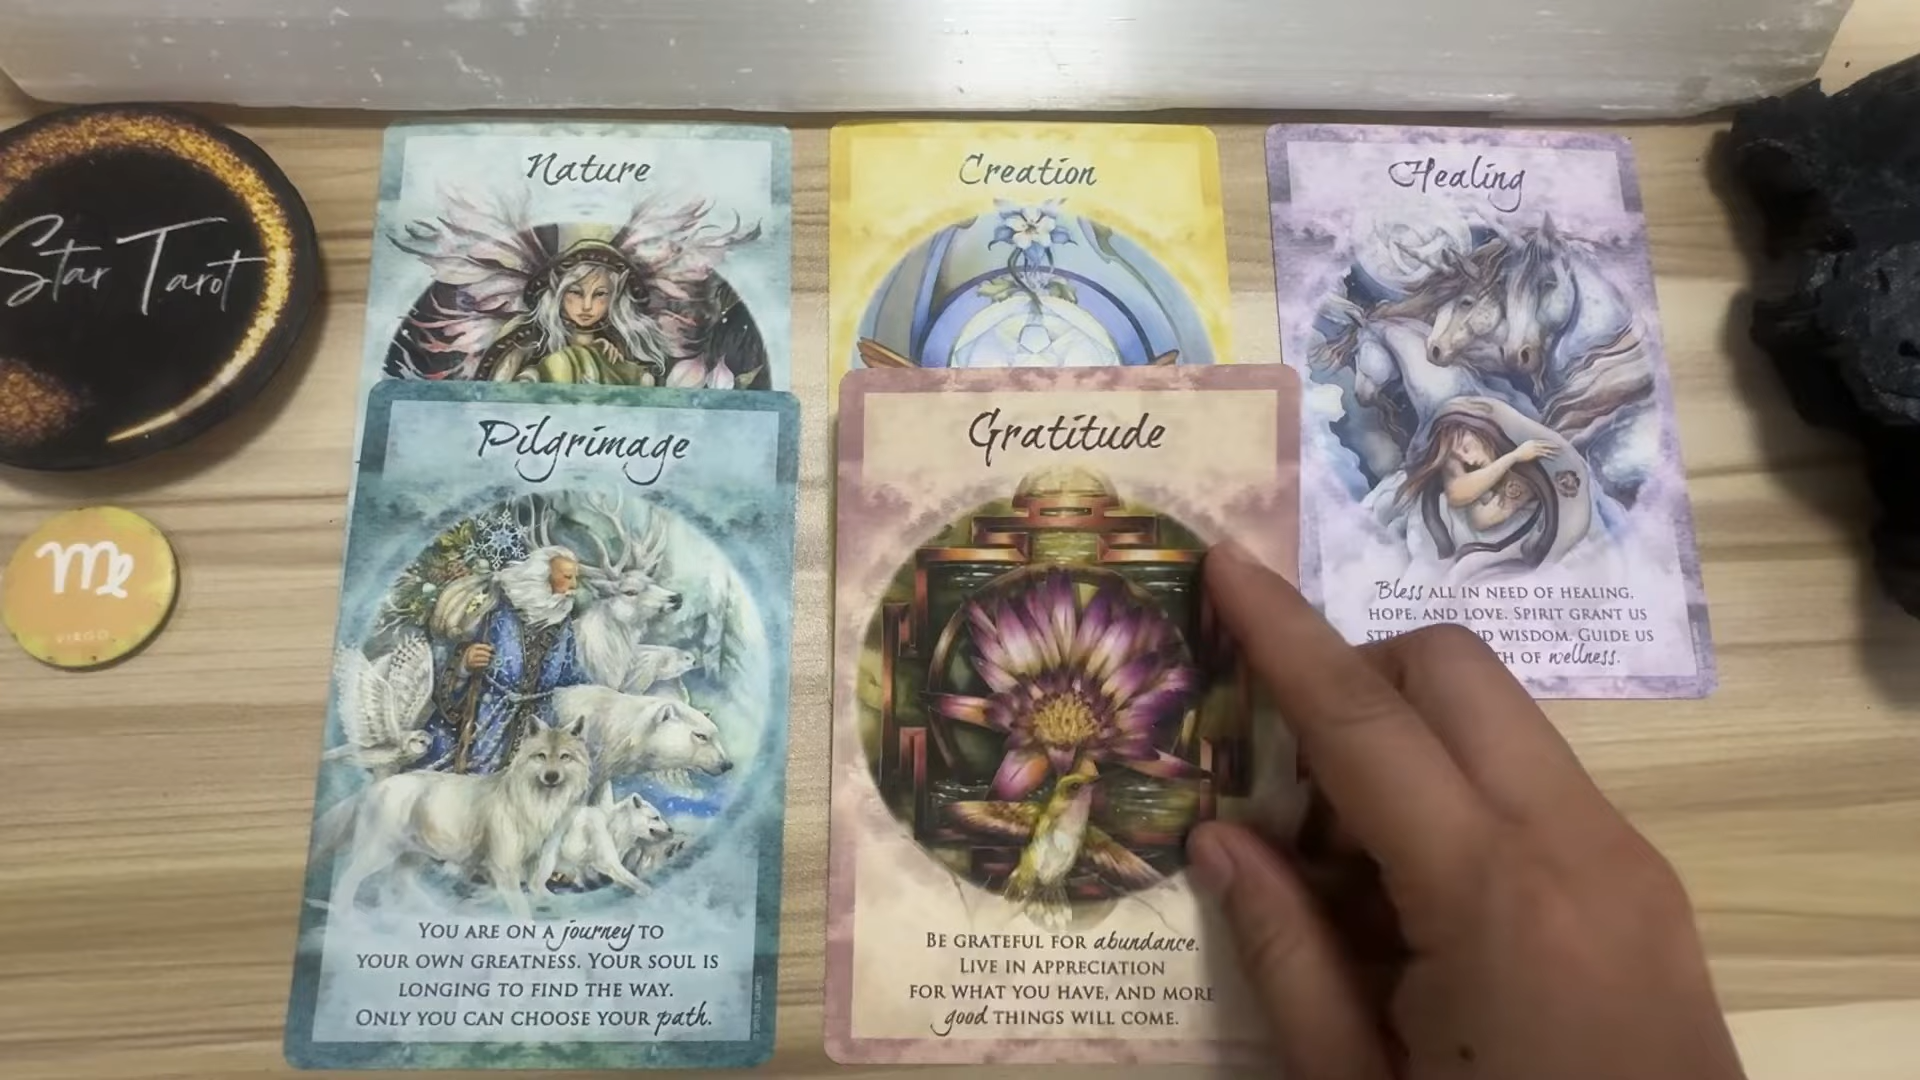 Star Tarot
VIRGO
Nature
Creation
Healing
Bless ALL IN NEED OF HEALING,
HOPE, AND LOVE. SPIRIT GRANT US
AND WISDOM. GUIDE US
OF wellness.
Pilgrimage
YOU ARE ON A journey TO
YOUR OWN GREATNESS. YOUR SOUL IS
LONGING TO FIND THE WAY.
ONLY YOU CAN CHOOSE YOUR path.
Gratitude
BE GRATEFUL FOR abundance.
LIVE IN APPRECIATION
FOR WHAT YOU HAVE, AND MORE
good THINGS WILL COME.